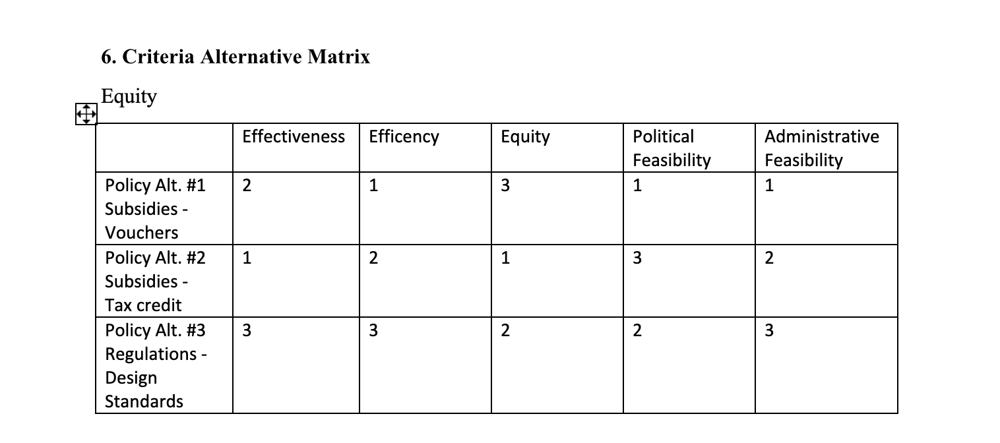 6. Criteria Alternative Matrix
Equity
Effectiveness Efficency Equity Political Feasibility Administrative Feasibility
Policy Alt. #1 Subsidies - Vouchers 2 1 3 1 1
Policy Alt. #2 Subsidies - Tax credit 1 2 1 3 2
Policy Alt. #3 Regulations - Design Standards 3 3 2 2 3